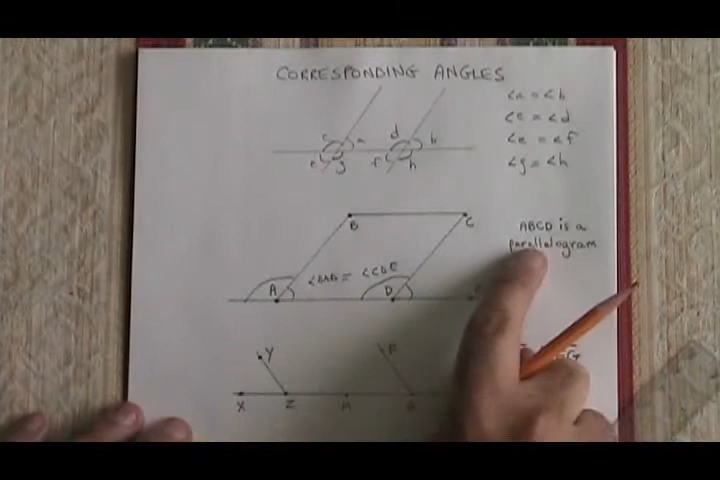 CORRESPONDING ANGLES
<a = <b
<c = <d
<e = <f
<g = <h
c a d b
e g f h
B C
ABCD is a
parallelogram
<BAD = <CDE
A D
Y F
X Z M G